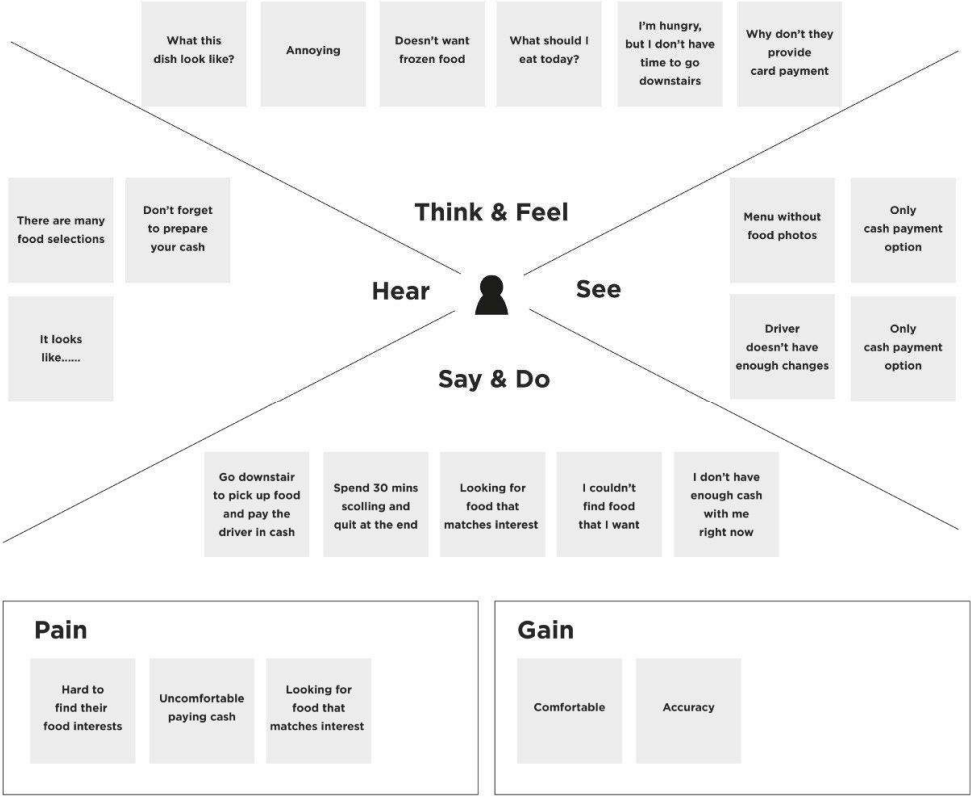 What this
dish look like?
Annoying
Doesn't want
frozen food
What should I
eat today?
I'm hungry,
but I don't have
time to go
downstairs
Why don't they
provide
card payment
Think & Feel
There are many
food selections
Don't forget
to prepare
your cash
It looks
like......
Hear
See
Menu without
food photos
Only
cash payment
option
Driver
doesn't have
enough changes
Only
cash payment
option
Say & Do
Go downstair
to pick up food
and pay the
driver in cash
Spend 30 mins
scolling and
quit at the end
Looking for
food that
matches interest
I couldn't
find food
that I want
I don't have
enough cash
with me
right now
Pain
Hard to
find their
food interests
Uncomfortable
paying cash
Looking for
food that
matches interest
Gain
Comfortable
Accuracy